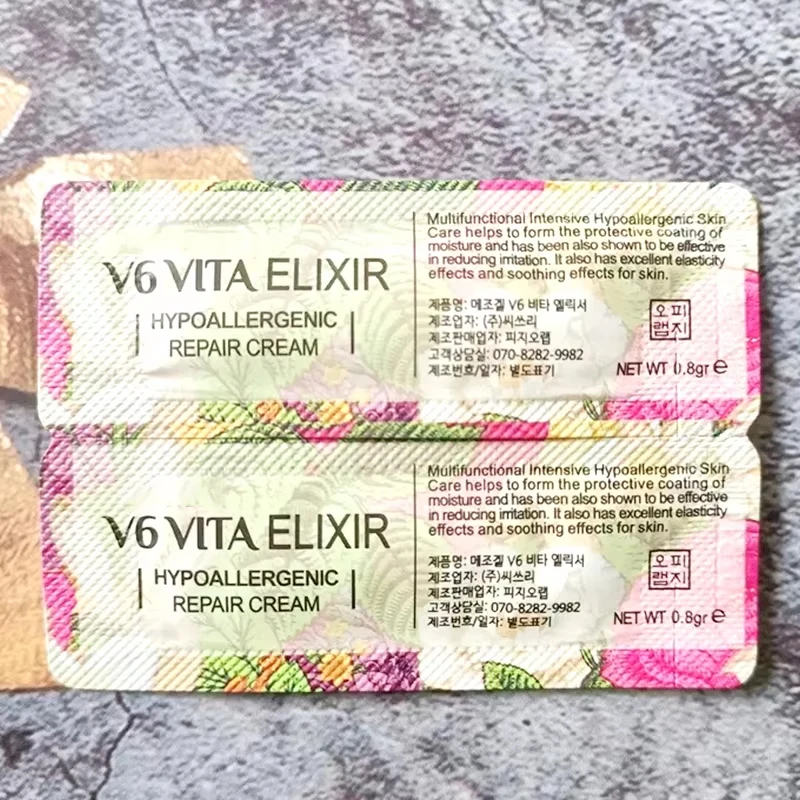 V6 VITA ELIXIR
HYPOALLERGENIC
REPAIR CREAM
Multifunctional Intensive Hypoallergenic Skin
Care helps to form the protective coating of
moisture and has been also shown to be effective
in reducing irritation. It also has excellent elasticity
effects and soothing effects for skin.
제품명: 메조겔 V6 비타 엘릭서
제조업자: (주)씨쓰리
제조판매업자: 피지오랩
고객상담실: 070-8282-9982
제조번호/일자: 별도표기
오피
랩지
NET WT 0.8gr e
V6 VITA ELIXIR
HYPOALLERGENIC
REPAIR CREAM
Multifunctional Intensive Hypoallergenic Skin
Care helps to form the protective coating of
moisture and has been also shown to be effective
in reducing irritation. It also has excellent elasticity
effects and soothing effects for skin.
제품명: 메조겔 V6 비타 엘릭서
제조업자: (주)씨쓰리
제조판매업자: 피지오랩
고객상담실: 070-8282-9982
제조번호/일자: 별도표기
오피
랩지
NET WT 0.8gr e